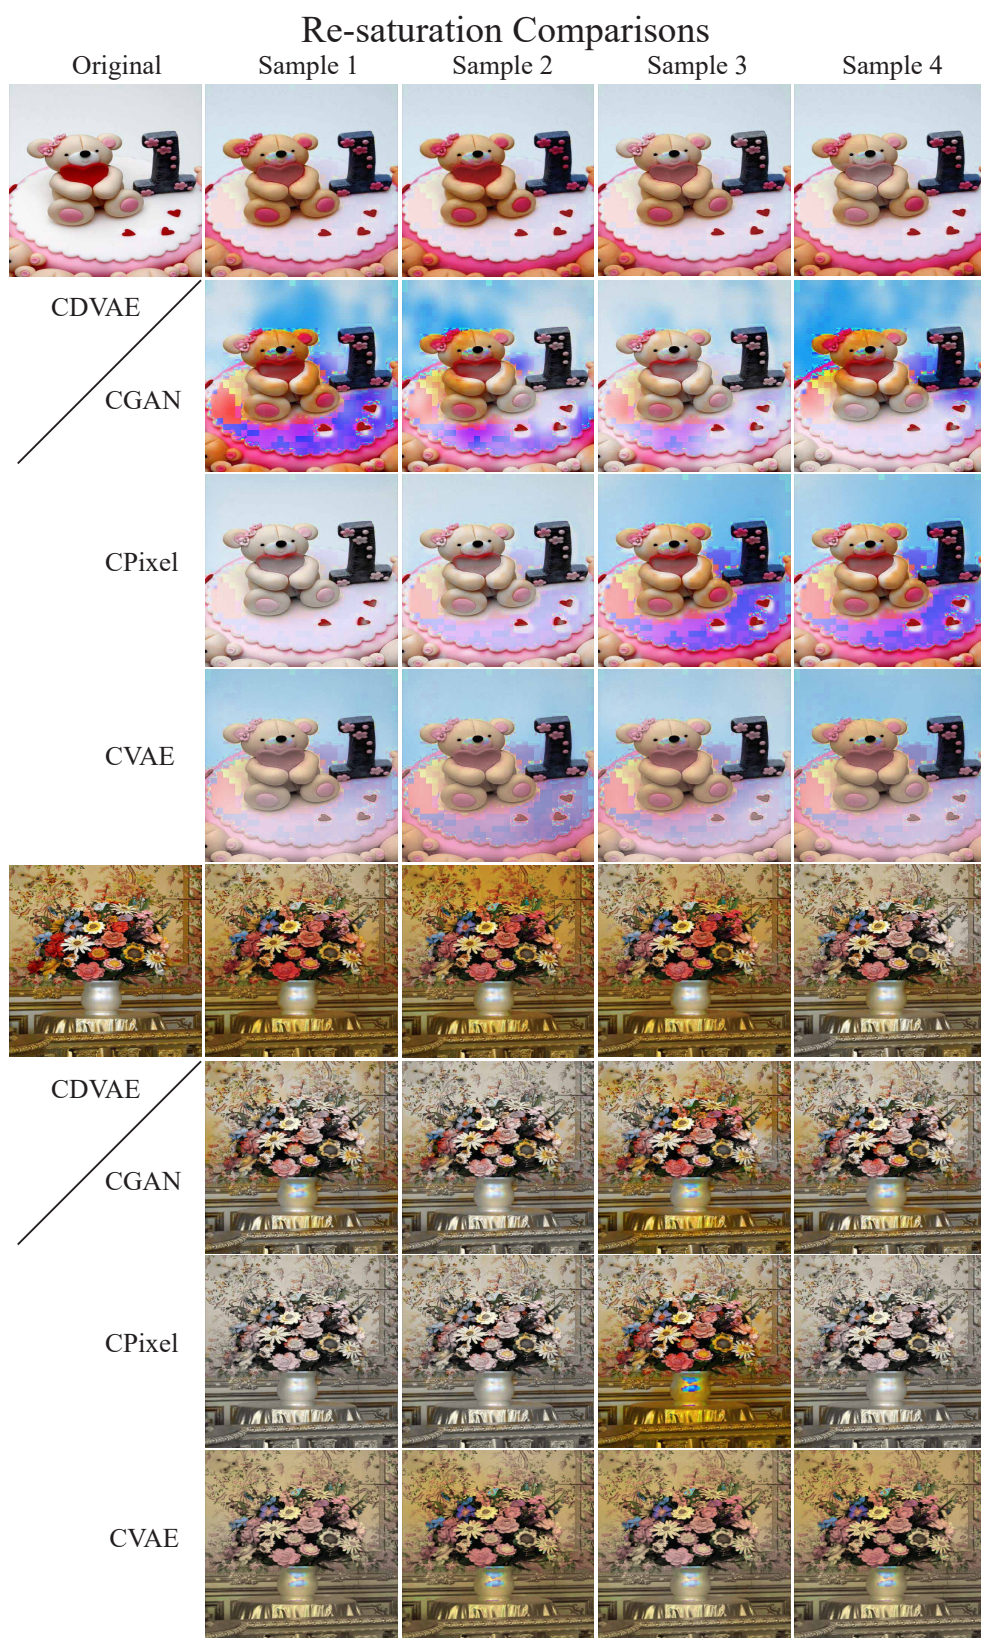 Re-saturation Comparisons
Original Sample 1 Sample 2 Sample 3 Sample 4
CDVAE
CGAN
CPixel
CVAE
CDVAE
CGAN
CPixel
CVAE